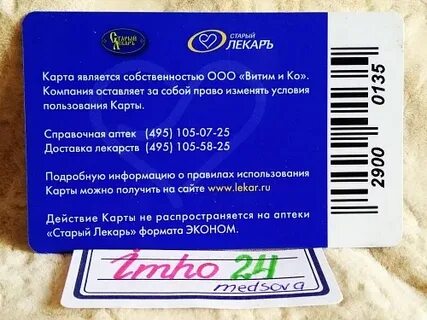 Старый
Лекарь
СТАРЫЙ
ЛЕКАРЪ
Карта является собственностью ООО «Витим и Ко».
Компания оставляет за собой право изменять условия
пользования Карты.
Справочная аптек (495) 105-07-25
Доставка лекарств (495) 105-58-25
Подробную информацию о правилах использования
Карты можно получить на сайте www.lekar.ru
Действие Карты не распространяется на аптеки
«Старый Лекарь» формата ЭКОНОМ.
2900 0135
imho 24
medsova